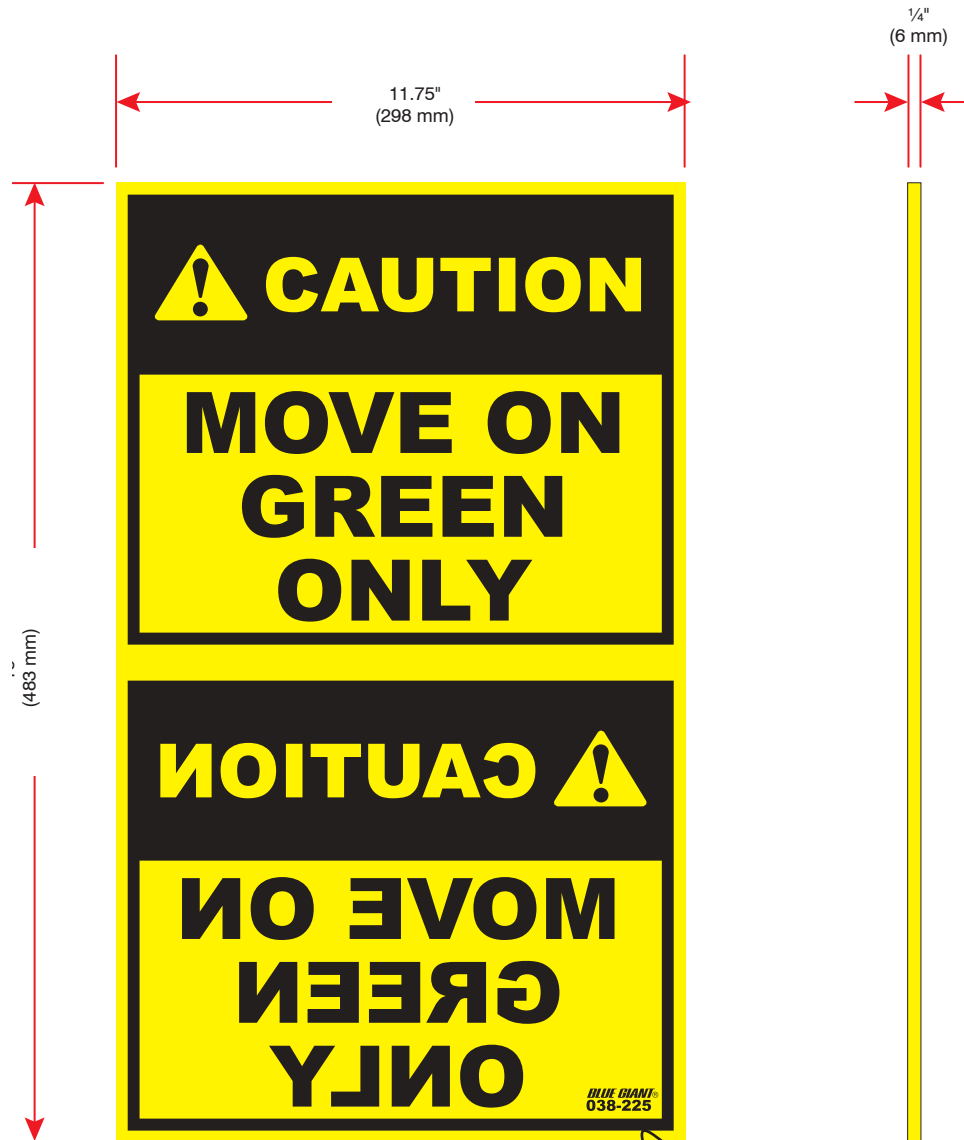 ¼"
(6 mm)
11.75"
(298 mm)
CAUTION
MOVE ON
GREEN
ONLY
(483 mm)
CAUTION
MOVE ON
GREEN
ONLY
BLUE GIANT®
038-225